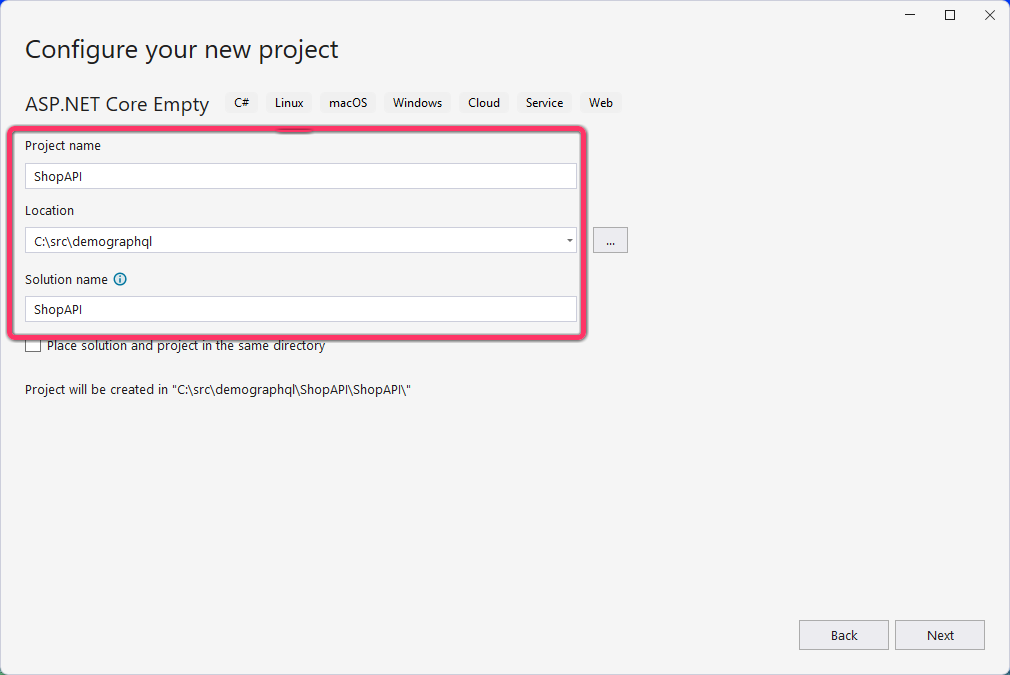 Configure your new project
ASP.NET Core Empty C# Linux macOS Windows Cloud Service Web
Project name
ShopAPI
Location
C:\src\demographql
...
Solution name
ShopAPI
Place solution and project in the same directory
Project will be created in "C:\src\demographql\ShopAPI\ShopAPI\"
Back Next